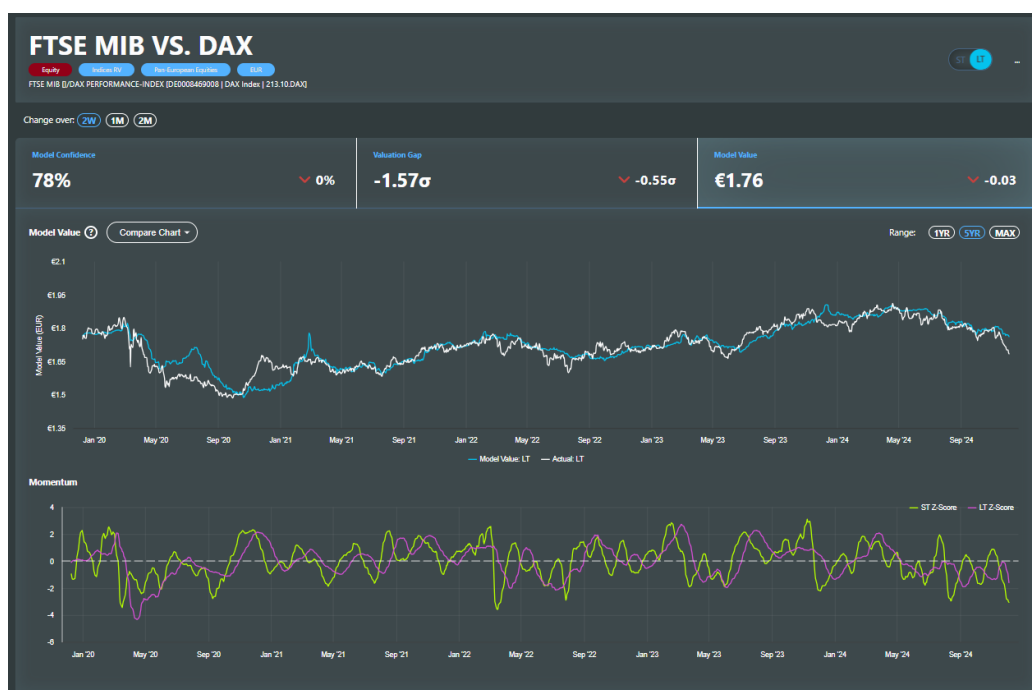 FTSE MIB VS. DAX
Equity Indices RV Pan-European Equities EUR
FTSE MIB []/DAX PERFORMANCE-INDEX [DE0008469008 | DAX Index | 213.10.DAX]
ST LT ...
Change over: 2W 1M 2M
Model Confidence
78% 0%
Valuation Gap
-1.57σ -0.55σ
Model Value
€1.76 -0.03
Model Value ? Compare Chart
Range: 1YR 5YR MAX
€2.1
€1.95
€1.8
€1.65
€1.5
€1.35
Model Value (EUR)
Jan '20 May '20 Sep '20 Jan '21 May '21 Sep '21 Jan '22 May '22 Sep '22 Jan '23 May '23 Sep '23 Jan '24 May '24 Sep '24
Model Value: LT Actual: LT
Momentum
ST Z-Score LT Z-Score
4
2
0
-2
-4
-6
Jan '20 May '20 Sep '20 Jan '21 May '21 Sep '21 Jan '22 May '22 Sep '22 Jan '23 May '23 Sep '23 Jan '24 May '24 Sep '24